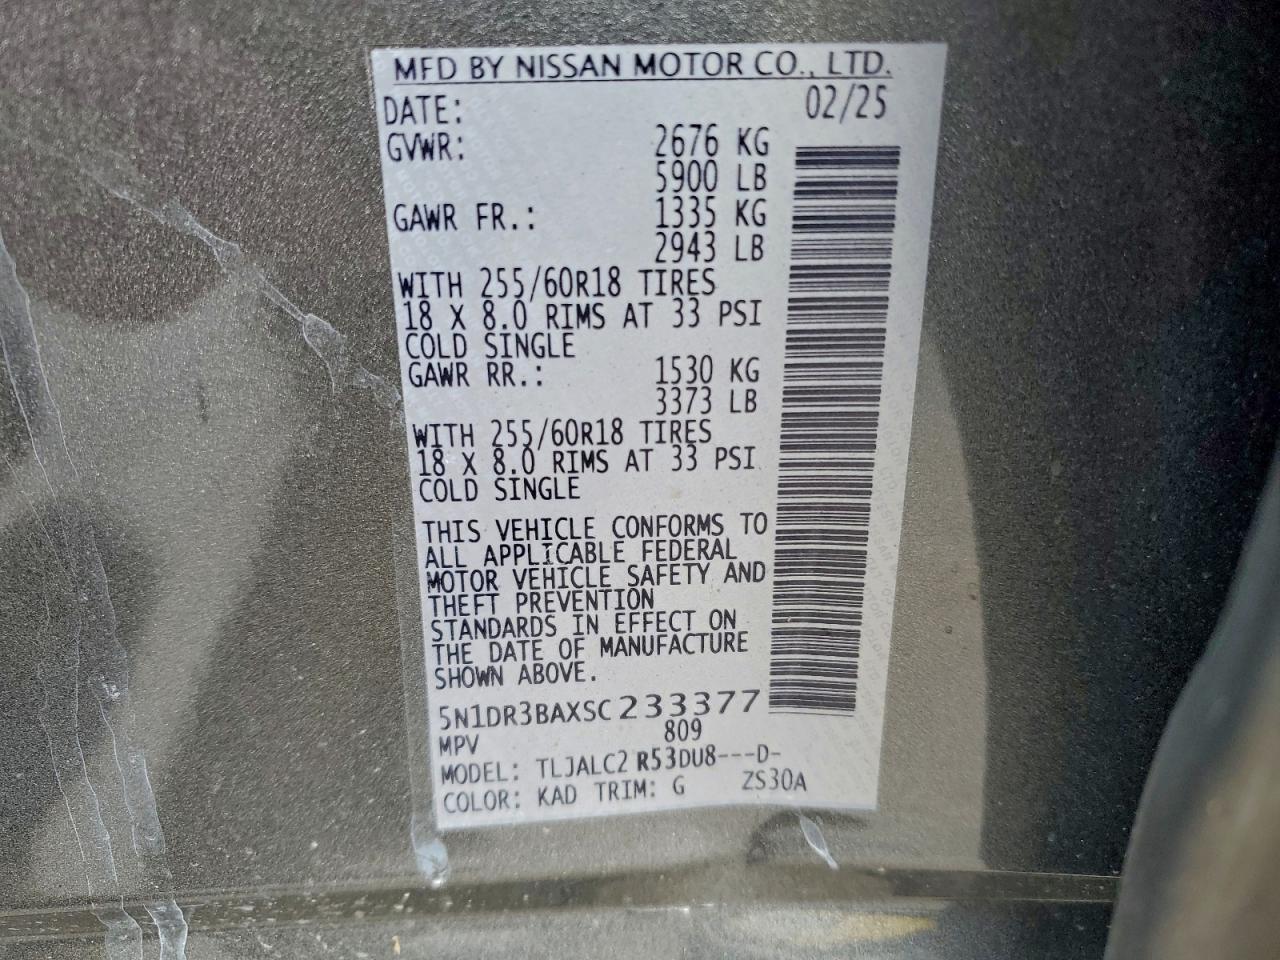 MFD BY NISSAN MOTOR CO., LTD.
DATE: 02/25
GVWR: 2676 KG
5900 LB
GAWR FR.: 1335 KG
2943 LB
WITH 255/60R18 TIRES
18 X 8.0 RIMS AT 33 PSI
COLD SINGLE
GAWR RR.: 1530 KG
3373 LB
WITH 255/60R18 TIRES
18 X 8.0 RIMS AT 33 PSI
COLD SINGLE
THIS VEHICLE CONFORMS TO
ALL APPLICABLE FEDERAL
MOTOR VEHICLE SAFETY AND
THEFT PREVENTION
STANDARDS IN EFFECT ON
THE DATE OF MANUFACTURE
SHOWN ABOVE.
5N1DR3BAXSC233377
MPV 809
MODEL: TLJALC2 R53DU8---D-
COLOR: KAD TRIM: G ZS30A